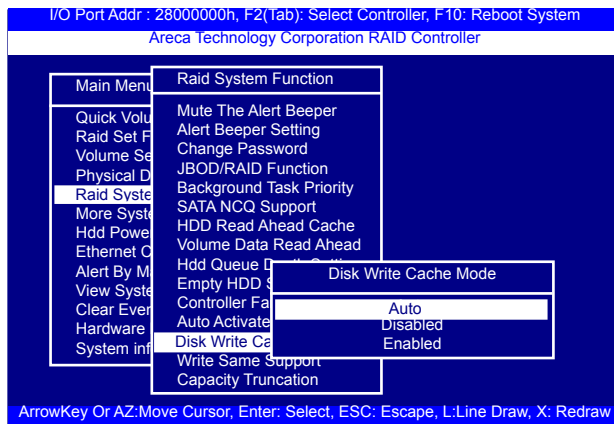 I/O Port Addr : 28000000h, F2(Tab): Select Controller, F10: Reboot System
Areca Technology Corporation RAID Controller
Main Menu
Quick Volu
Raid Set F
Volume Se
Physical D
Raid Syste
More Syste
Hdd Powe
Ethernet C
Alert By M
View Syste
Clear Even
Hardware
System inf
Raid System Function
Mute The Alert Beeper
Alert Beeper Setting
Change Password
JBOD/RAID Function
Background Task Priority
SATA NCQ Support
HDD Read Ahead Cache
Volume Data Read Ahead
Hdd Queue
Empty HDD
Controller Fa
Auto Activate
Disk Write Ca
Write Same Support
Capacity Truncation
Disk Write Cache Mode
Auto
Disabled
Enabled
ArrowKey Or AZ:Move Cursor, Enter: Select, ESC: Escape, L:Line Draw, X: Redraw